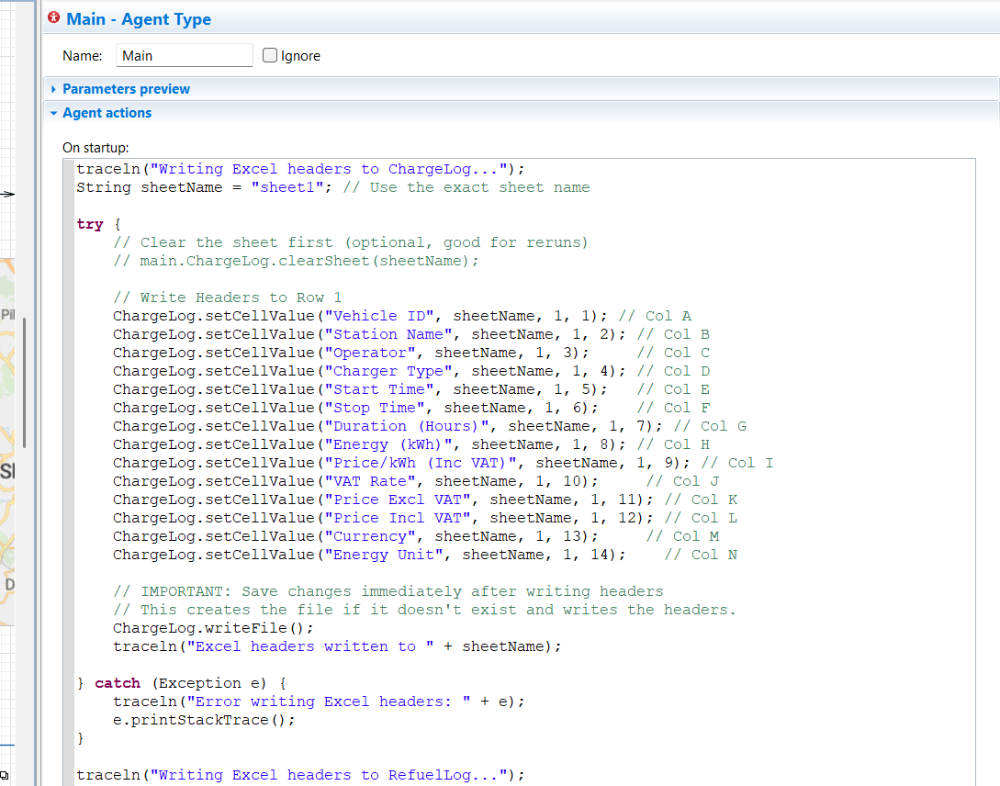 Main - Agent Type
Name: Main Ignore
Parameters preview
Agent actions
On startup:
traceln("Writing Excel headers to ChargeLog...");
String sheetName = "sheet1"; // Use the exact sheet name
try {
// Clear the sheet first (optional, good for reruns)
// main.ChargeLog.clearSheet(sheetName);
// Write Headers to Row 1
ChargeLog.setCellValue("Vehicle ID", sheetName, 1, 1); // Col A
ChargeLog.setCellValue("Station Name", sheetName, 1, 2); // Col B
ChargeLog.setCellValue("Operator", sheetName, 1, 3); // Col C
ChargeLog.setCellValue("Charger Type", sheetName, 1, 4); // Col D
ChargeLog.setCellValue("Start Time", sheetName, 1, 5); // Col E
ChargeLog.setCellValue("Stop Time", sheetName, 1, 6); // Col F
ChargeLog.setCellValue("Duration (Hours)", sheetName, 1, 7); // Col G
ChargeLog.setCellValue("Energy (kWh)", sheetName, 1, 8); // Col H
ChargeLog.setCellValue("Price/kWh (Inc VAT)", sheetName, 1, 9); // Col I
ChargeLog.setCellValue("VAT Rate", sheetName, 1, 10); // Col J
ChargeLog.setCellValue("Price Excl VAT", sheetName, 1, 11); // Col K
ChargeLog.setCellValue("Price Incl VAT", sheetName, 1, 12); // Col L
ChargeLog.setCellValue("Currency", sheetName, 1, 13); // Col M
ChargeLog.setCellValue("Energy Unit", sheetName, 1, 14); // Col N
// IMPORTANT: Save changes immediately after writing headers
// This creates the file if it doesn't exist and writes the headers.
ChargeLog.writeFile();
traceln("Excel headers written to " + sheetName);
} catch (Exception e) {
traceln("Error writing Excel headers: " + e);
e.printStackTrace();
}
traceln("Writing Excel headers to RefuelLog...");